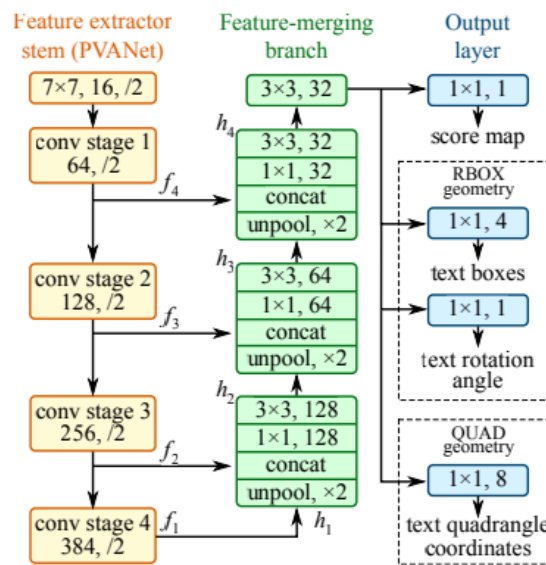 Feature extractor
stem (PVANet)
7×7, 16, /2
conv stage 1
64, /2
f4
conv stage 2
128, /2
f3
conv stage 3
256, /2
f2
conv stage 4
384, /2
f1
Feature-merging
branch
3×3, 32
h4
3×3, 32
1×1, 32
concat
unpool, ×2
h3
3×3, 64
1×1, 64
concat
unpool, ×2
h2
3×3, 128
1×1, 128
concat
unpool, ×2
h1
Output
layer
1×1, 1
score map
RBOX
geometry
1×1, 4
text boxes
1×1, 1
text rotation
angle
QUAD
geometry
1×1, 8
text quadrangle
coordinates